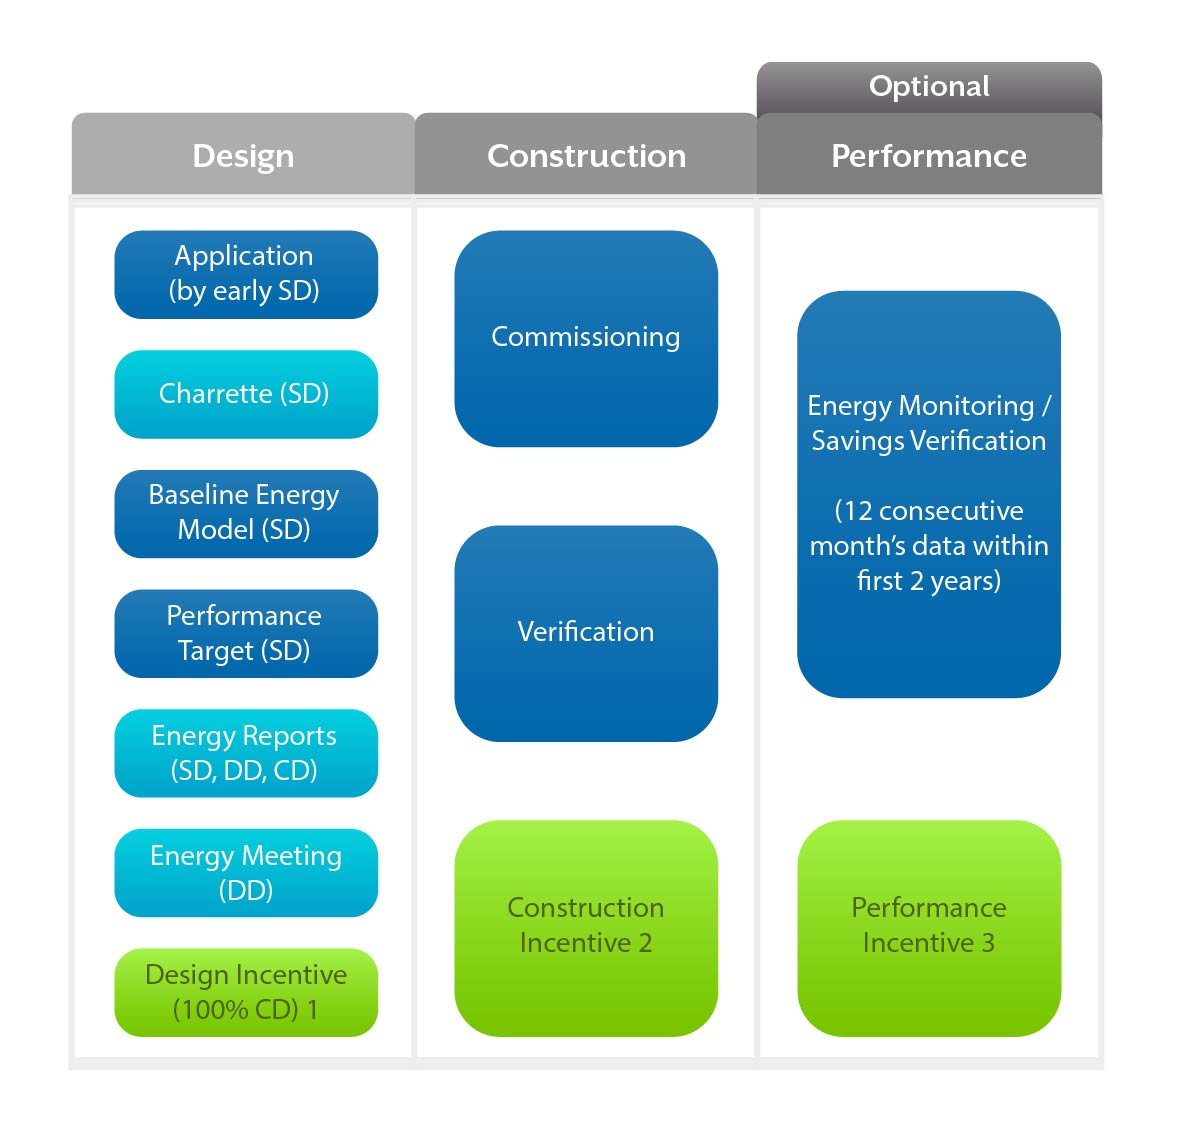 Optional
Design
Construction
Performance
Application
(by early SD)
Charrette (SD)
Baseline Energy
Model (SD)
Performance
Target (SD)
Energy Reports
(SD, DD, CD)
Energy Meeting
(DD)
Design Incentive
(100% CD) 1
Commissioning
Verification
Construction
Incentive 2
Energy Monitoring /
Savings Verification
(12 consecutive
month’s data within
first 2 years)
Performance
Incentive 3